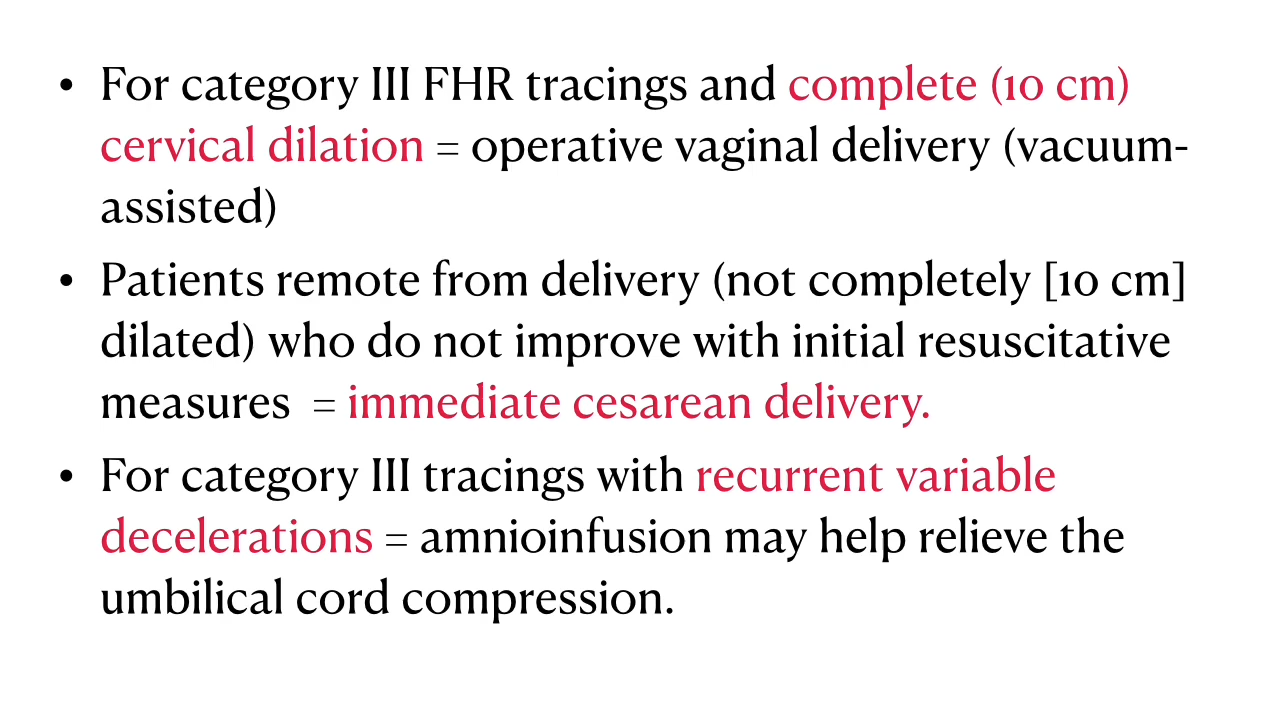 • For category III FHR tracings and complete (10 cm)
cervical dilation = operative vaginal delivery (vacuum-
assisted)
• Patients remote from delivery (not completely [10 cm]
dilated) who do not improve with initial resuscitative
measures  = immediate cesarean delivery.
• For category III tracings with recurrent variable
decelerations = amnioinfusion may help relieve the
umbilical cord compression.